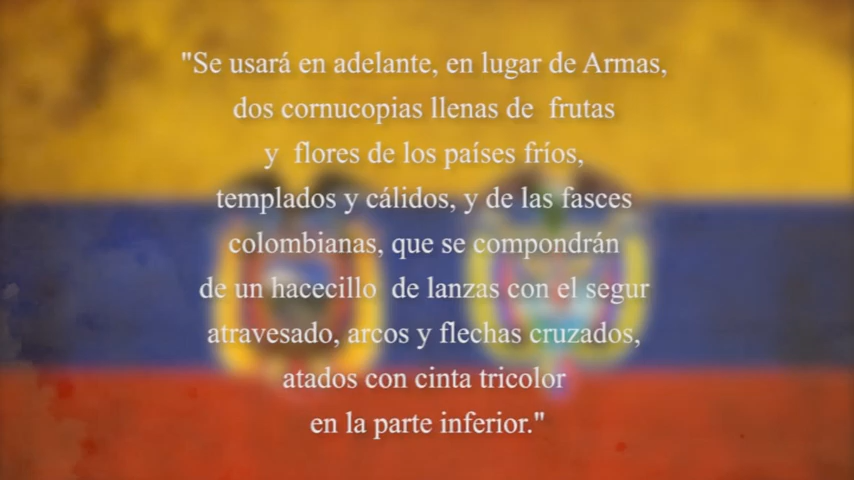 "Se usará en adelante, en lugar de Armas,
dos cornucopias llenas de frutas
y flores de los países fríos,
templados y cálidos, y de las fasces
colombianas, que se compondrán
de un hacecillo de lanzas con el segur
atravesado, arcos y flechas cruzados,
atados con cinta tricolor
en la parte inferior."